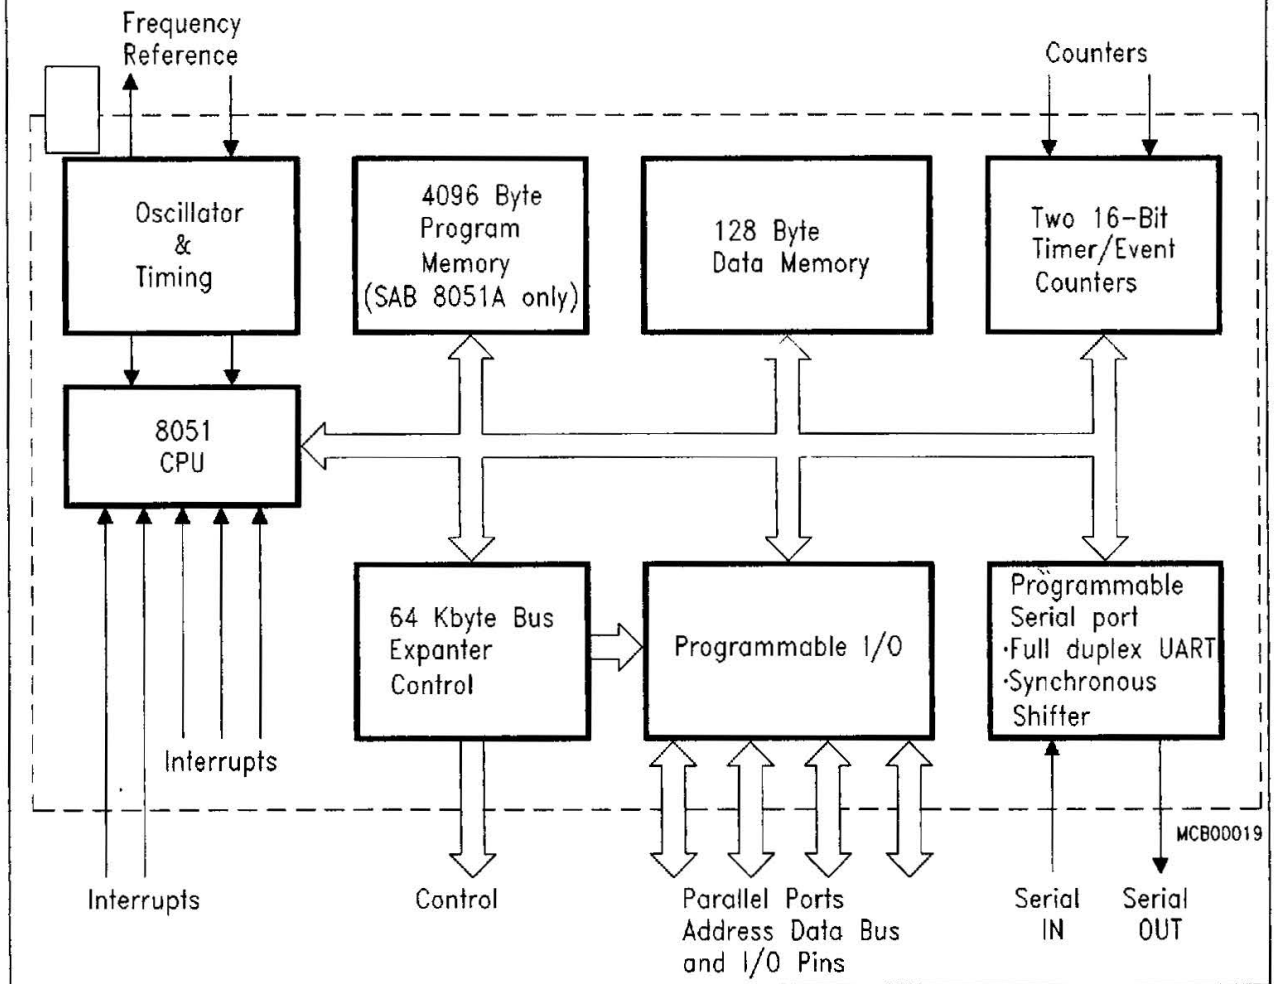 Frequency
Reference
Counters
Oscillator
&
Timing
4096 Byte
Program
Memory
(SAB 8051A only)
128 Byte
Data Memory
Two 16-Bit
Timer/Event
Counters
8051
CPU
64 Kbyte Bus
Expanter
Control
Programmable I/O
Programmable
Serial port
·Full duplex UART
·Synchronous
Shifter
Interrupts
MCB00019
Interrupts
Control
Parallel Ports
Address Data Bus
and I/O Pins
Serial
IN
Serial
OUT